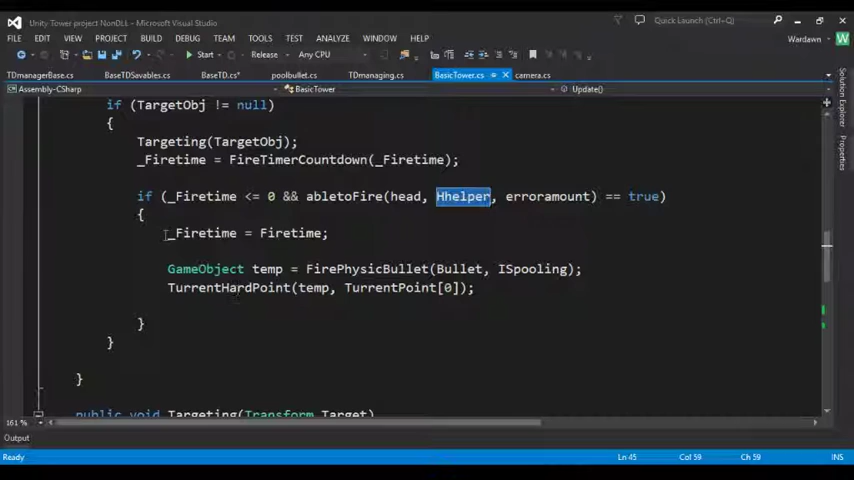 Unity Tower project NonDLL - Microsoft Visual Studio
Quick Launch (Ctrl+Q)
FILE EDIT VIEW PROJECT BUILD DEBUG TEAM TOOLS TEST ANALYZE WINDOW HELP
Wardawn W
Start Release Any CPU
TDmanagerBase.cs BaseTDSavables.cs BaseTD.cs* poolbullet.cs TDmanaging.cs BasicTower.cs camera.cs
Assembly-CSharp BasicTower Update()
if (TargetObj != null)
{
Targeting(TargetObj);
_Firetime = FireTimerCountdown(_Firetime);
if (_Firetime <= 0 && abletoFire(head, Hhelper, erroramount) == true)
{
_Firetime = Firetime;
GameObject temp = FirePhysicBullet(Bullet, ISpooling);
TurrentHardPoint(temp, TurrentPoint[0]);
}
}
}
public void Targeting(Transform Target)
161 %
Output
Ready Ln 45 Col 59 Ch 59 INS
Solution Explorer
Properties